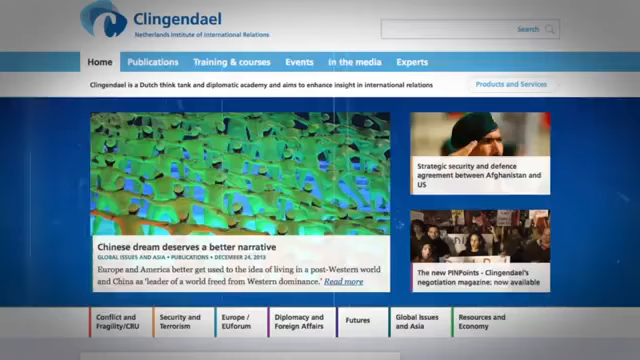 Clingendael
Netherlands Institute of International Relations
Search
Home Publications Training & courses Events In the media Experts
Clingendael is a Dutch think tank and diplomatic academy and aims to enhance insight in international relations
Products and Services
Chinese dream deserves a better narrative
GLOBAL ISSUES AND ASIA • PUBLICATIONS • DECEMBER 24, 2013
Europe and America better get used to the idea of living in a post-Western world
and China as 'leader of a world freed from Western dominance.' Read more
Strategic security and defence
agreement between Afghanistan and
US
The new PINPoints - Clingendael's
negotiation magazine: now available
Conflict and
Fragility/CRU
Security and
Terrorism
Europe /
EUforum
Diplomacy and
Foreign Affairs
Futures
Global Issues
and Asia
Resources and
Economy